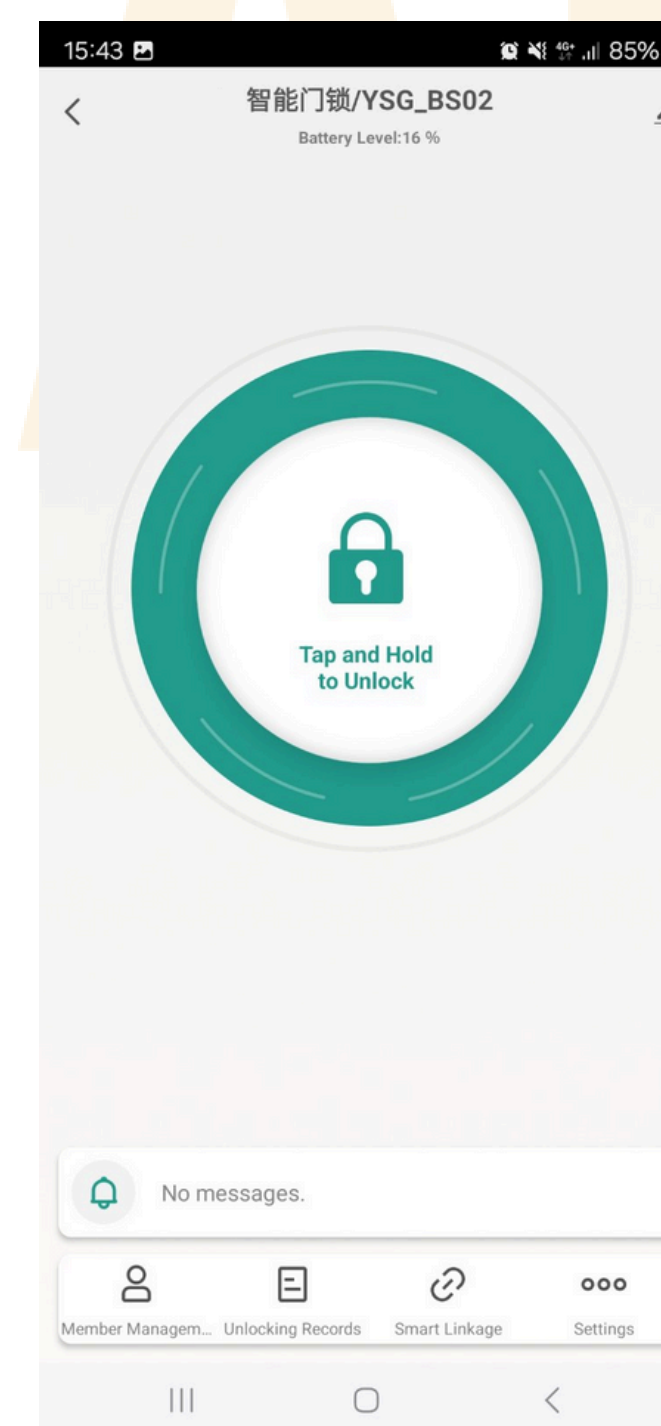 15:43
4G+ 85%
智能门锁/YSG_BS02
Battery Level:16 %
Tap and Hold
to Unlock
No messages.
Member Managem... Unlocking Records Smart Linkage Settings